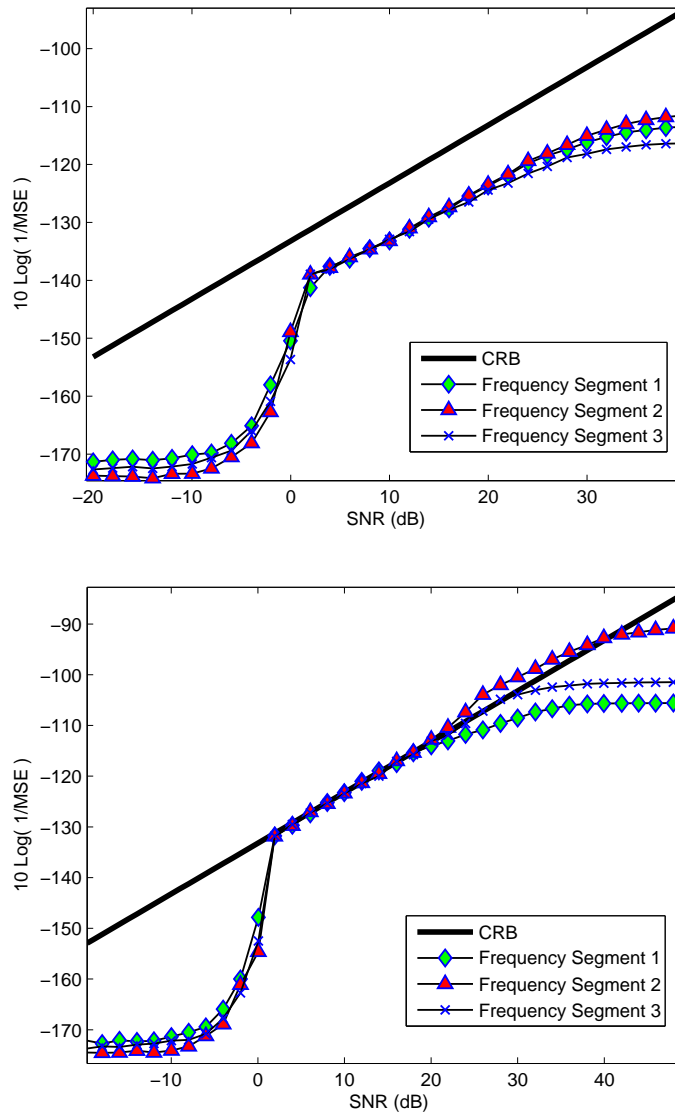 −100
−110
−120
−130
−140
−150
−160
−170
10 Log( 1/MSE )
−20 −10 0 10 20 30
SNR (dB)
CRB
Frequency Segment 1
Frequency Segment 2
Frequency Segment 3
−90
−100
−110
−120
−130
−140
−150
−160
−170
10 Log( 1/MSE )
−10 0 10 20 30 40
SNR (dB)
CRB
Frequency Segment 1
Frequency Segment 2
Frequency Segment 3